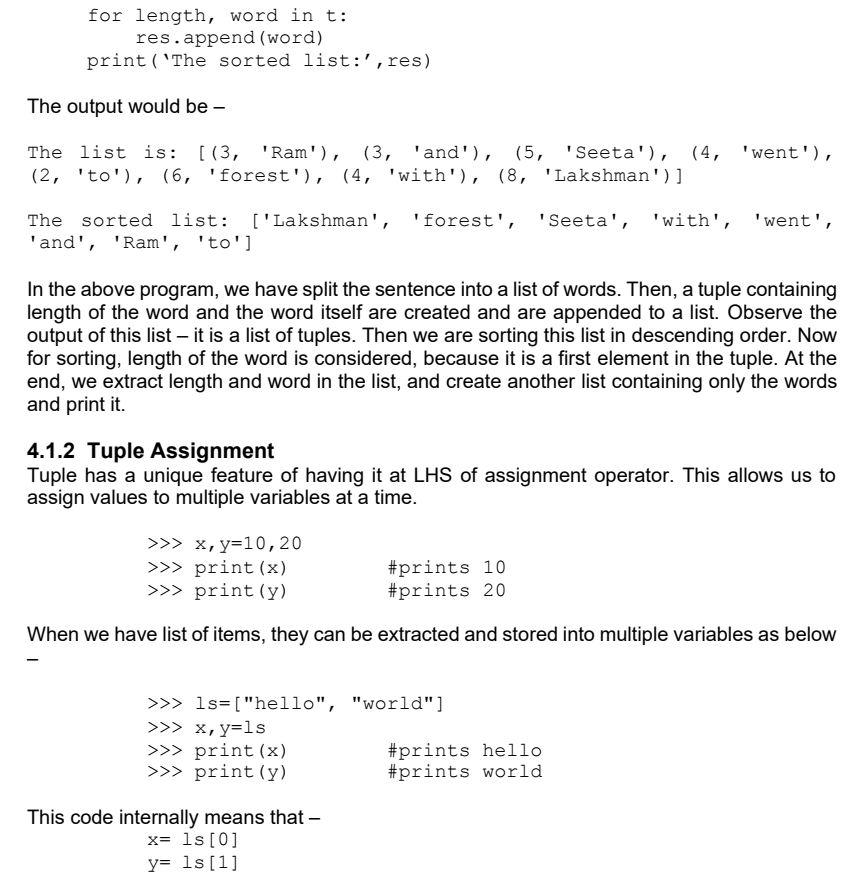 for length, word in t:
res.append(word)
print(‘The sorted list:’,res)
The output would be –
The list is: [(3, 'Ram'), (3, 'and'), (5, 'Seeta'), (4, 'went'),
(2, 'to'), (6, 'forest'), (4, 'with'), (8, 'Lakshman')]
The sorted list: ['Lakshman', 'forest', 'Seeta', 'with', 'went',
'and', 'Ram', 'to']
In the above program, we have split the sentence into a list of words. Then, a tuple containing
length of the word and the word itself are created and are appended to a list. Observe the
output of this list – it is a list of tuples. Then we are sorting this list in descending order. Now
for sorting, length of the word is considered, because it is a first element in the tuple. At the
end, we extract length and word in the list, and create another list containing only the words
and print it.
4.1.2 Tuple Assignment
Tuple has a unique feature of having it at LHS of assignment operator. This allows us to
assign values to multiple variables at a time.
>>> x,y=10,20
>>> print(x) #prints 10
>>> print(y) #prints 20
When we have list of items, they can be extracted and stored into multiple variables as below
–
>>> ls=["hello", "world"]
>>> x,y=ls
>>> print(x) #prints hello
>>> print(y) #prints world
This code internally means that –
x= ls[0]
y= ls[1]